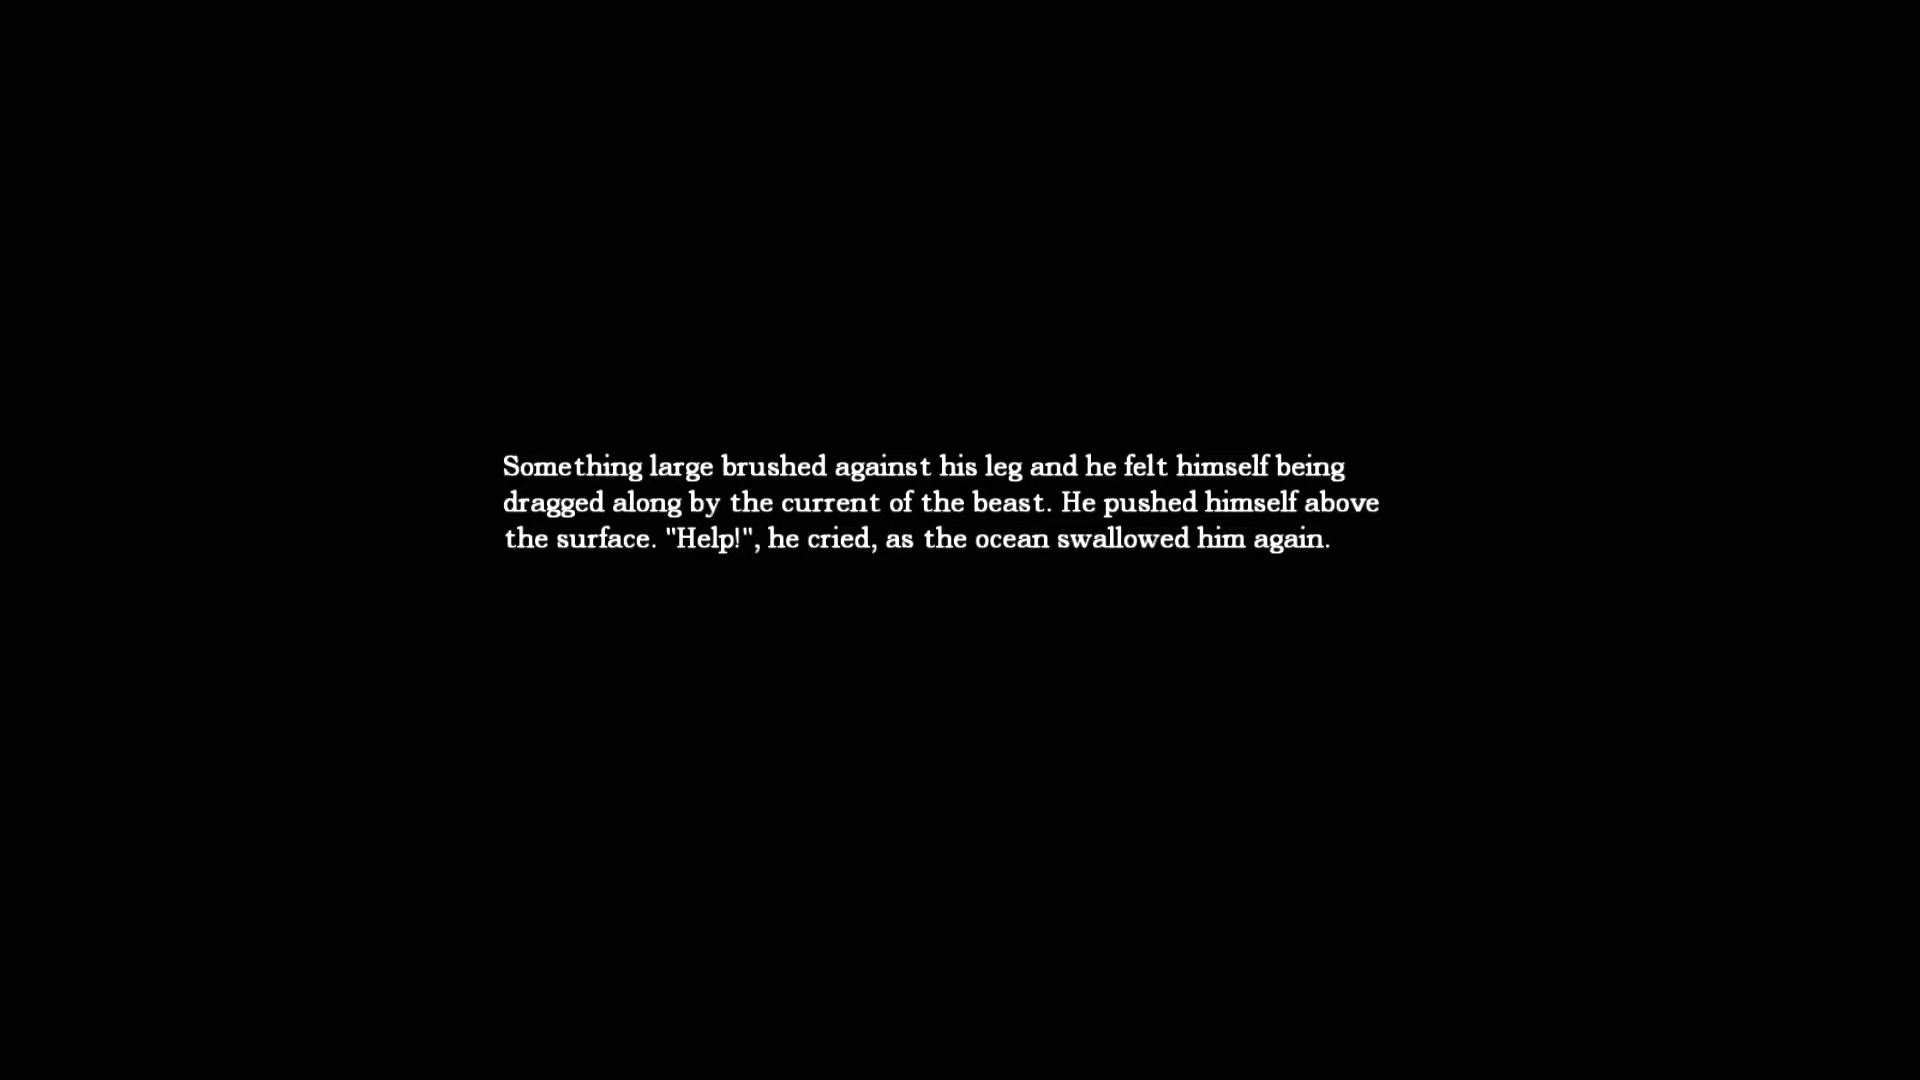 Something large brushed against his leg and he felt himself being
dragged along by the current of the beast. He pushed himself above
the surface. "Help!", he cried, as the ocean swallowed him again.